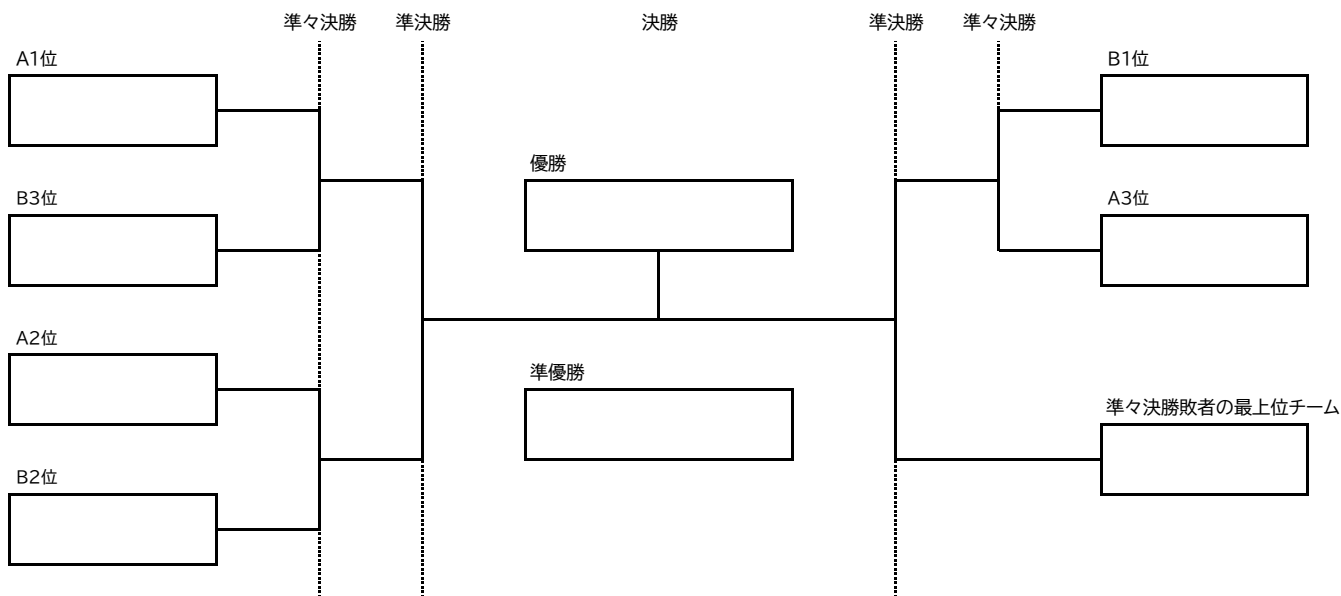 準々決勝 準決勝 決勝 準決勝 準々決勝
A1位
B1位
優勝
B3位
A3位
A2位
準優勝
準々決勝敗者の最上位チーム
B2位